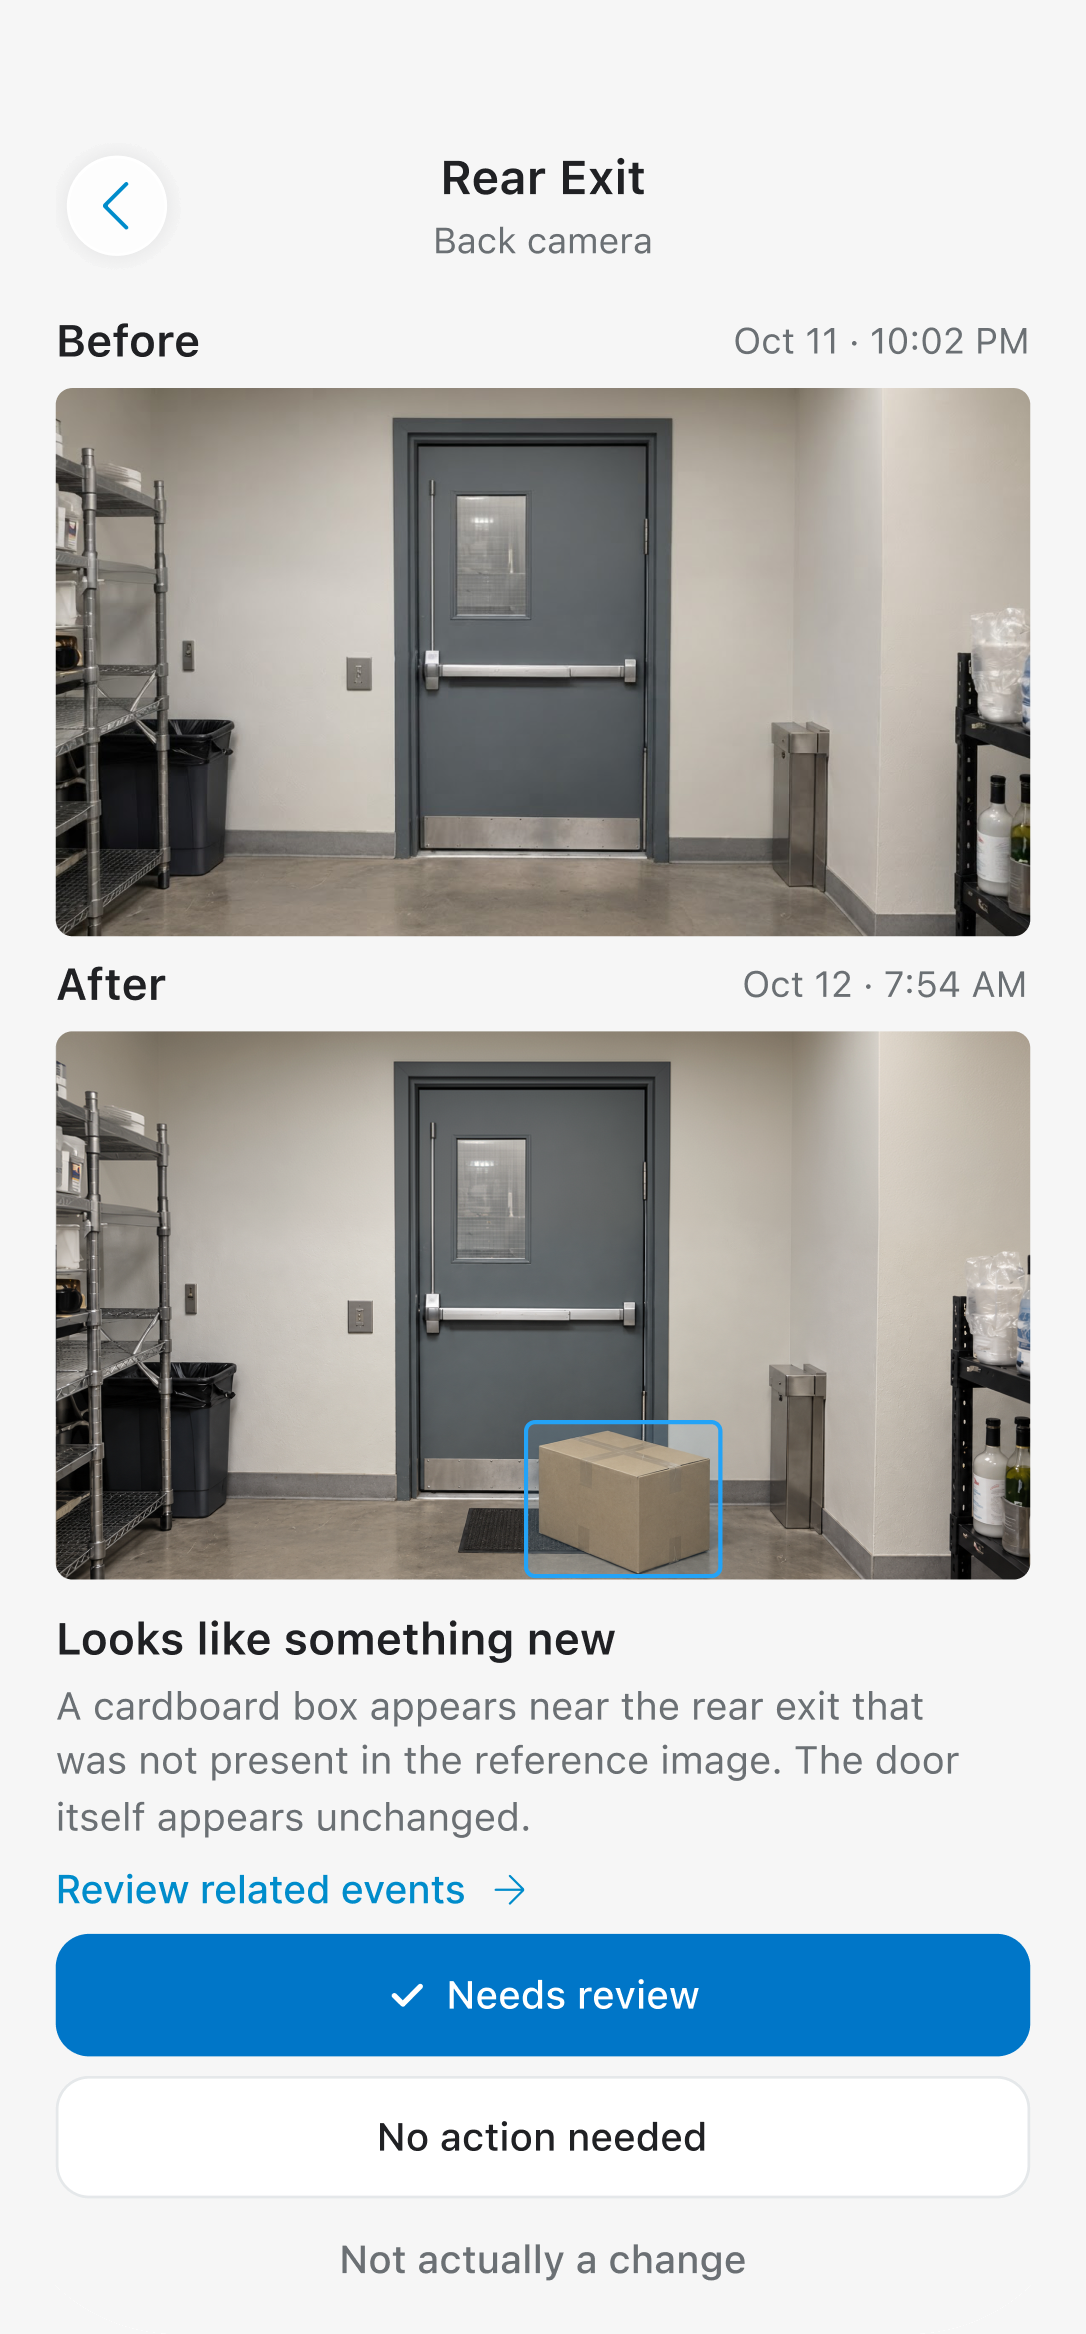 Rear Exit
Back camera
Before
Oct 11 · 10:02 PM
After
Oct 12 · 7:54 AM
Looks like something new
A cardboard box appears near the rear exit that
was not present in the reference image. The door
itself appears unchanged.
Review related events →
✓ Needs review
No action needed
Not actually a change